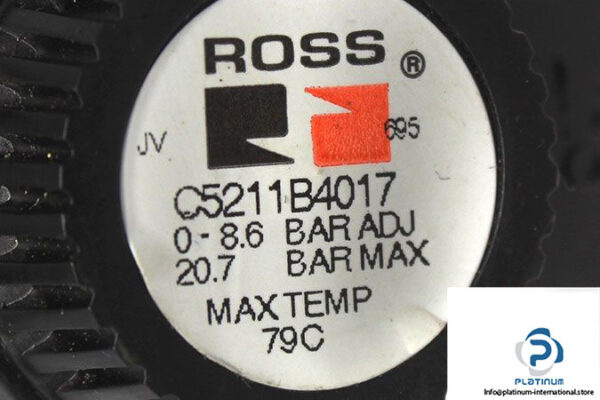 ROSS ®
JV 695
C5211B4017
0 - 8.6 BAR ADJ
20.7 BAR MAX
MAX TEMP
79C
PLATINUM
Info@platinum-international.store